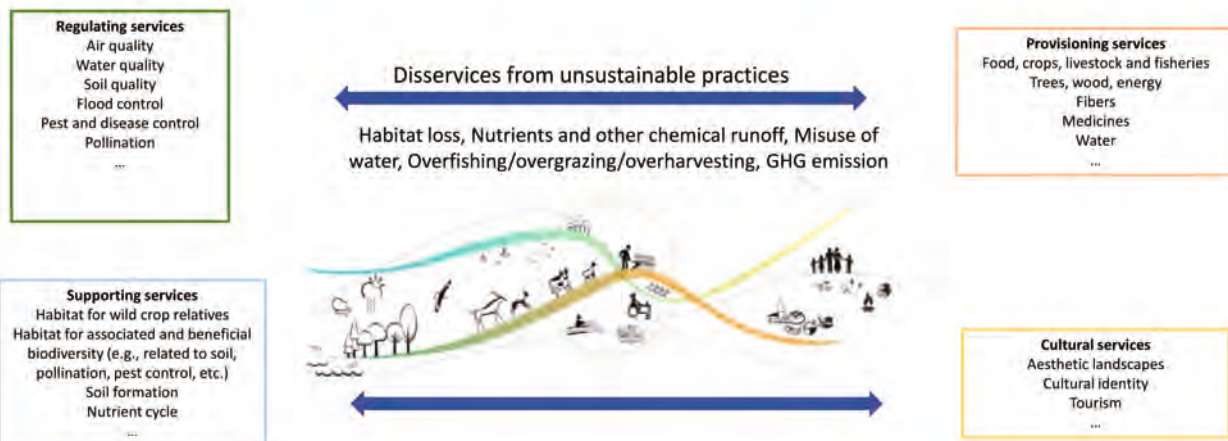 Regulating services
Air quality
Water quality
Soil quality
Flood control
Pest and disease control
Pollination
...
Disservices from unsustainable practices
Habitat loss, Nutrients and other chemical runoff, Misuse of
water, Overfishing/overgrazing/overharvesting, GHG emission
Provisioning services
Food, crops, livestock and fisheries
Trees, wood, energy
Fibers
Medicines
Water
...
Supporting services
Habitat for wild crop relatives
Habitat for associated and beneficial
biodiversity (e.g., related to soil,
pollination, pest control, etc.)
Soil formation
Nutrient cycle
...
Cultural services
Aesthetic landscapes
Cultural identity
Tourism
...